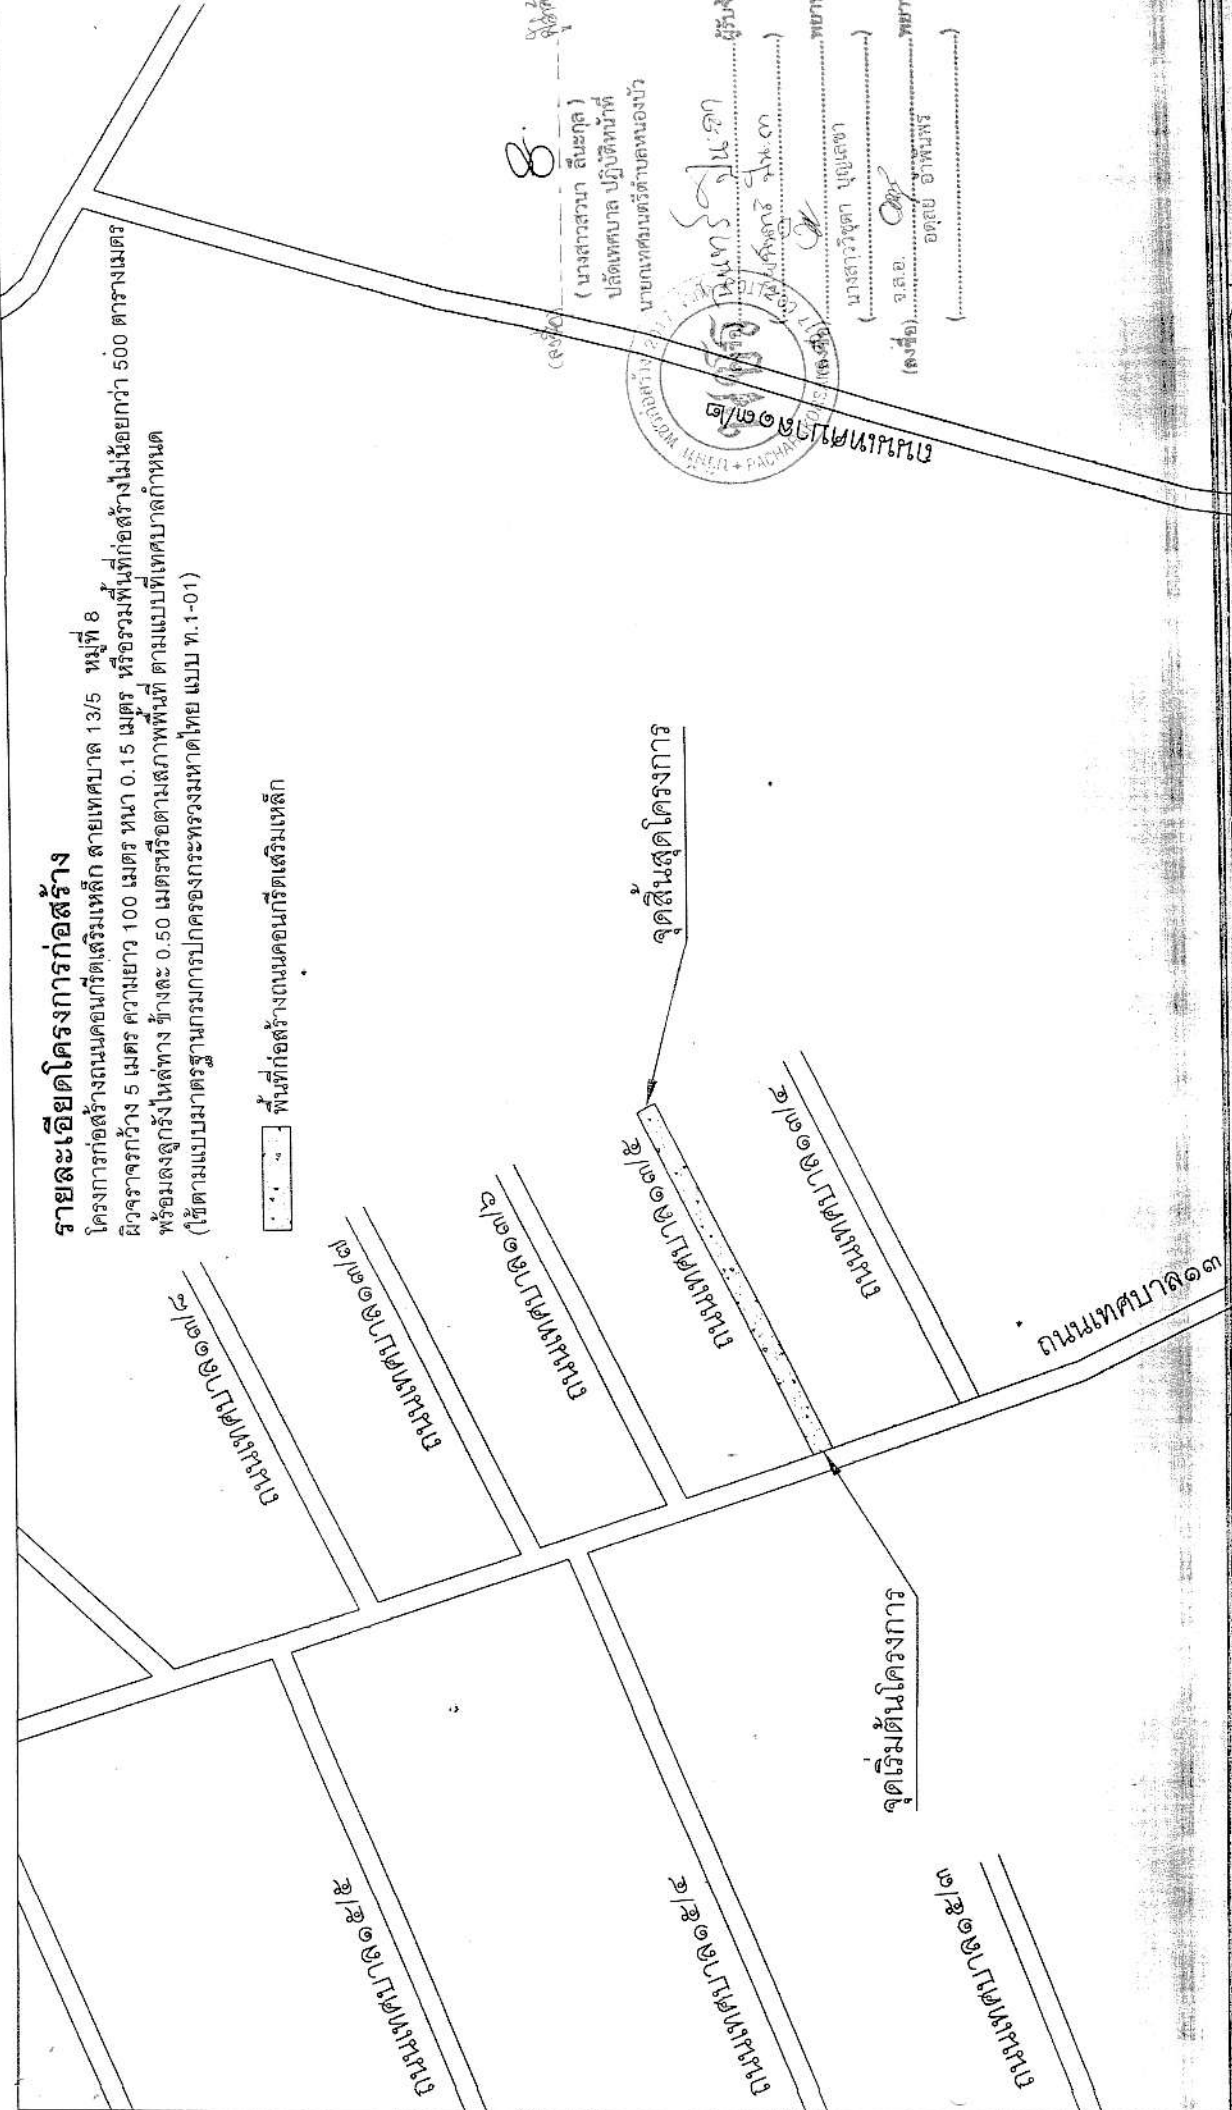 รายละเอียดโครงการก่อสร้าง
โครงการก่อสร้างถนนคอนกรีตเสริมเหล็ก สายเทศบาล 13/5 หมู่ที่ 8
ผิวจราจรกว้าง 5 เมตร ความยาว 100 เมตร หนา 0.15 เมตร หรือรวมพื้นที่ก่อสร้างไม่น้อยกว่า 500 ตารางเมตร
พร้อมลงลูกรังไหล่ทาง ข้างละ 0.50 เมตรหรือตามสภาพพื้นที่ ตามแบบที่เทศบาลกำหนด
(ใช้ตามแบบมาตรฐานกรมการปกครองกระทรวงมหาดไทย แบบ ท.1-01)
พื้นที่ก่อสร้างถนนคอนกรีตเสริมเหล็ก
ถนนเทศบาล๑๓/๘
ถนนเทศบาล๑๓/๗
ถนนเทศบาล๑๓/๖
ถนนเทศบาล๑๓/๕
ถนนเทศบาล๑๓/๔
ถนนเทศบาล๑๓
ถนนเทศบาล๑๓/๒
จุดสิ้นสุดโครงการ
จุดเริ่มต้นโครงการ
ถนนเทศบาล๑๕/๕
ถนนเทศบาล๑๕/๔
ถนนเทศบาล๑๕/๓
(ลงชื่อ)
( นางสาวสวนา ลีนะกุล )
ปลัดเทศบาล ปฏิบัติหน้าที่
นายกเทศมนตรีตำบลหนองบัว
นางสาววิชุตา บุญเลขา
(ลงชื่อ) จ.ส.อ.
อดุลย์ อำพนพร